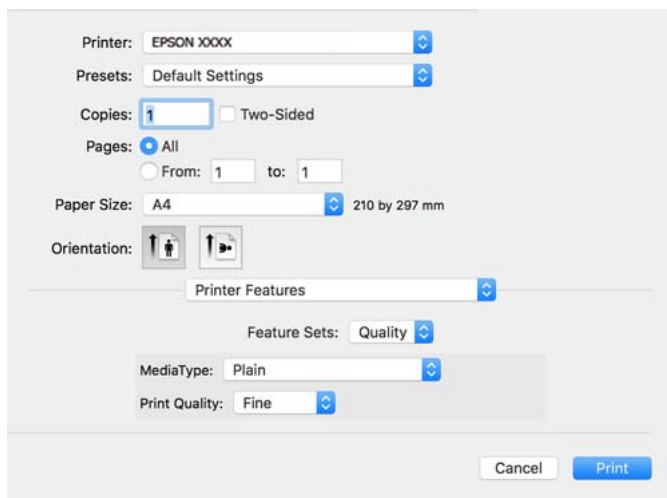 Printer: EPSON XXXX
Presets: Default Settings
Copies: 1 Two-Sided
Pages: All
From: 1 to: 1
Paper Size: A4 210 by 297 mm
Orientation:
Printer Features
Feature Sets: Quality
MediaType: Plain
Print Quality: Fine
Cancel Print